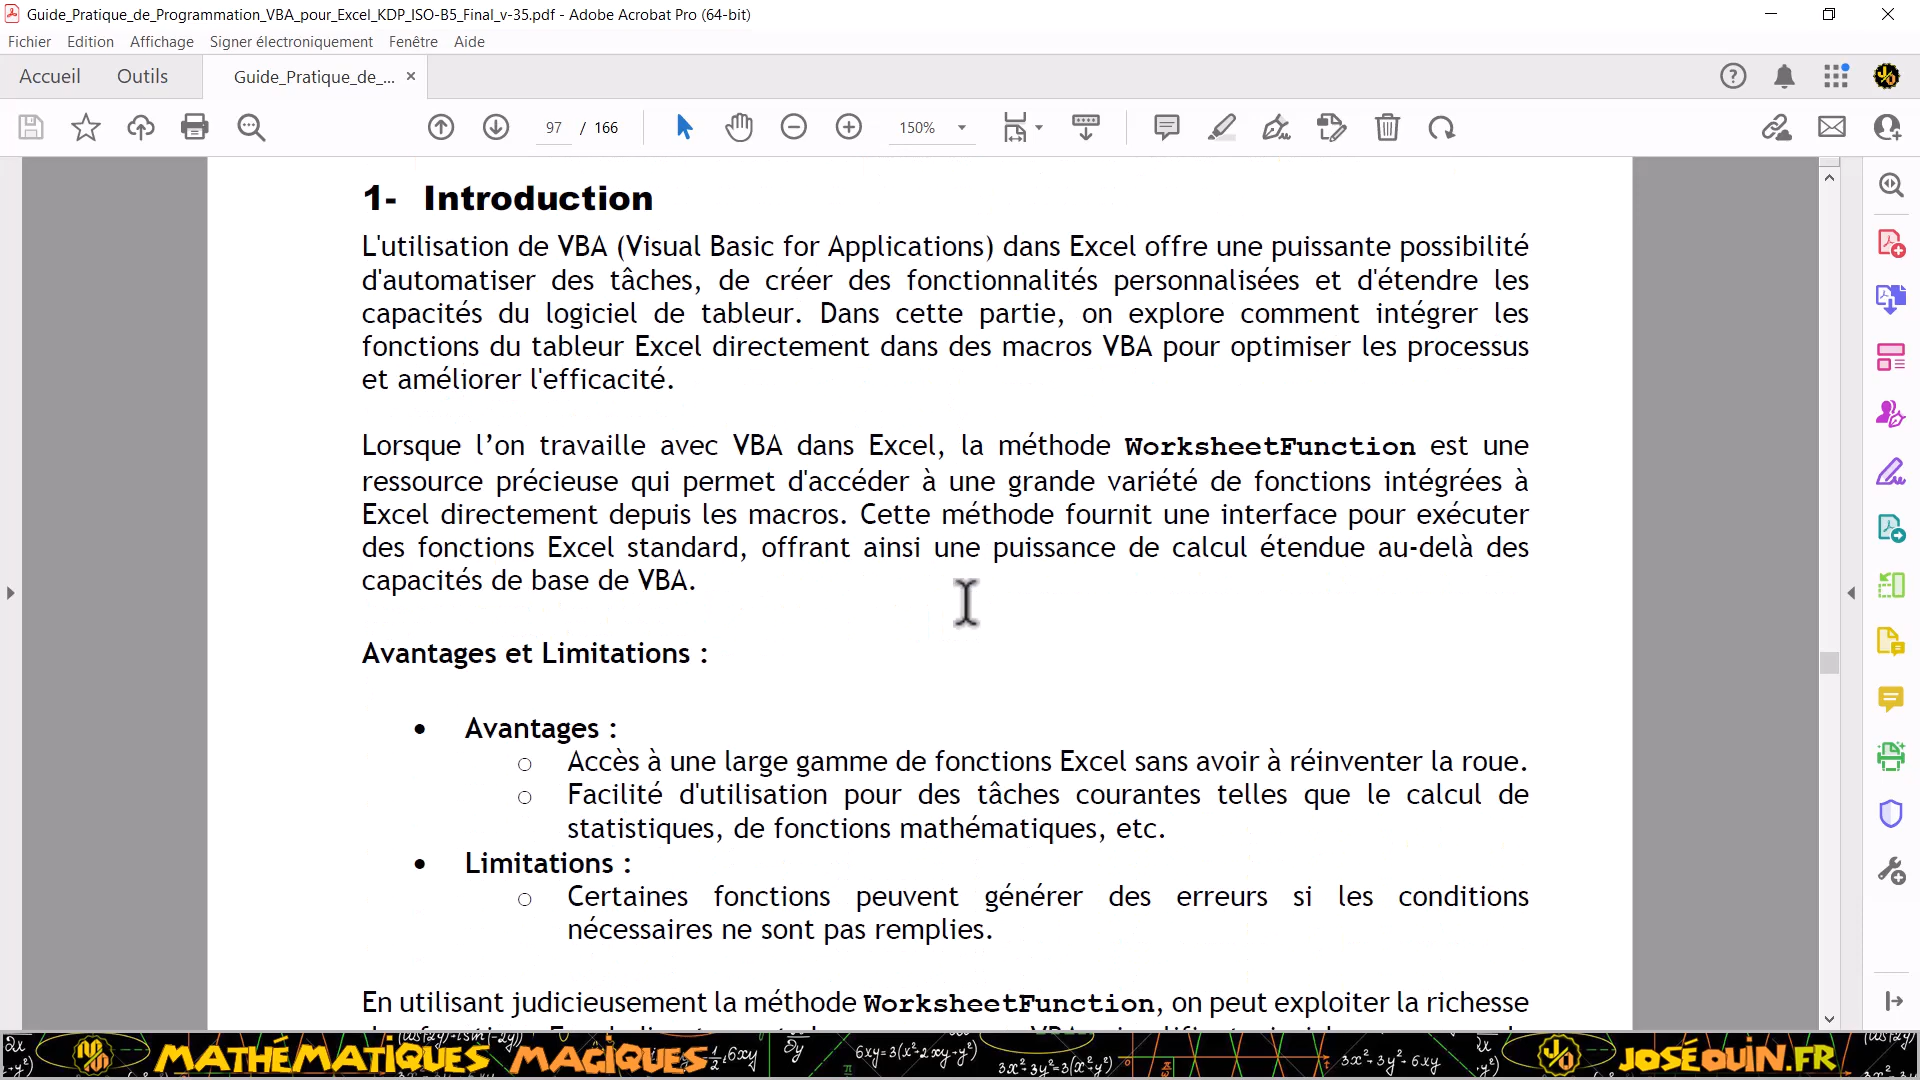 Guide_Pratique_de_Programmation_VBA_pour_Excel_KDP_ISO-B5_Final_v-35.pdf - Adobe Acrobat Pro (64-bit)
Fichier Edition Affichage Signer électroniquement Fenêtre Aide
Accueil Outils Guide_Pratique_de_...
97 / 166 150%
1- Introduction
L'utilisation de VBA (Visual Basic for Applications) dans Excel offre une puissante possibilité
d'automatiser des tâches, de créer des fonctionnalités personnalisées et d'étendre les
capacités du logiciel de tableur. Dans cette partie, on explore comment intégrer les
fonctions du tableur Excel directement dans des macros VBA pour optimiser les processus
et améliorer l'efficacité.
Lorsque l’on travaille avec VBA dans Excel, la méthode WorksheetFunction est une
ressource précieuse qui permet d'accéder à une grande variété de fonctions intégrées à
Excel directement depuis les macros. Cette méthode fournit une interface pour exécuter
des fonctions Excel standard, offrant ainsi une puissance de calcul étendue au-delà des
capacités de base de VBA.
Avantages et Limitations :
• Avantages :
○ Accès à une large gamme de fonctions Excel sans avoir à réinventer la roue.
○ Facilité d'utilisation pour des tâches courantes telles que le calcul de
statistiques, de fonctions mathématiques, etc.
• Limitations :
○ Certaines fonctions peuvent générer des erreurs si les conditions
nécessaires ne sont pas remplies.
En utilisant judicieusement la méthode WorksheetFunction, on peut exploiter la richesse
MATHÉMATIQUES MAGIQUES JOSÉOUIN.FR